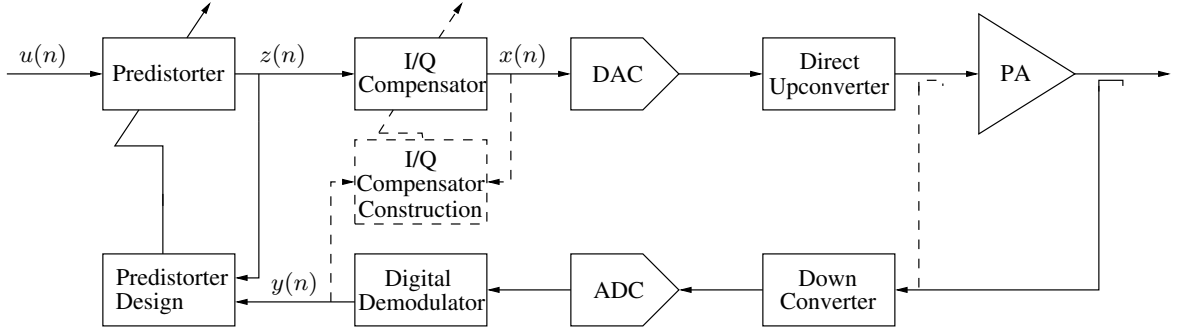 u(n)
Predistorter
z(n)
I/Q
Compensator
x(n)
DAC
Direct
Upconverter
PA
I/Q
Compensator
Construction
Predistorter
Design
y(n)
Digital
Demodulator
ADC
Down
Converter